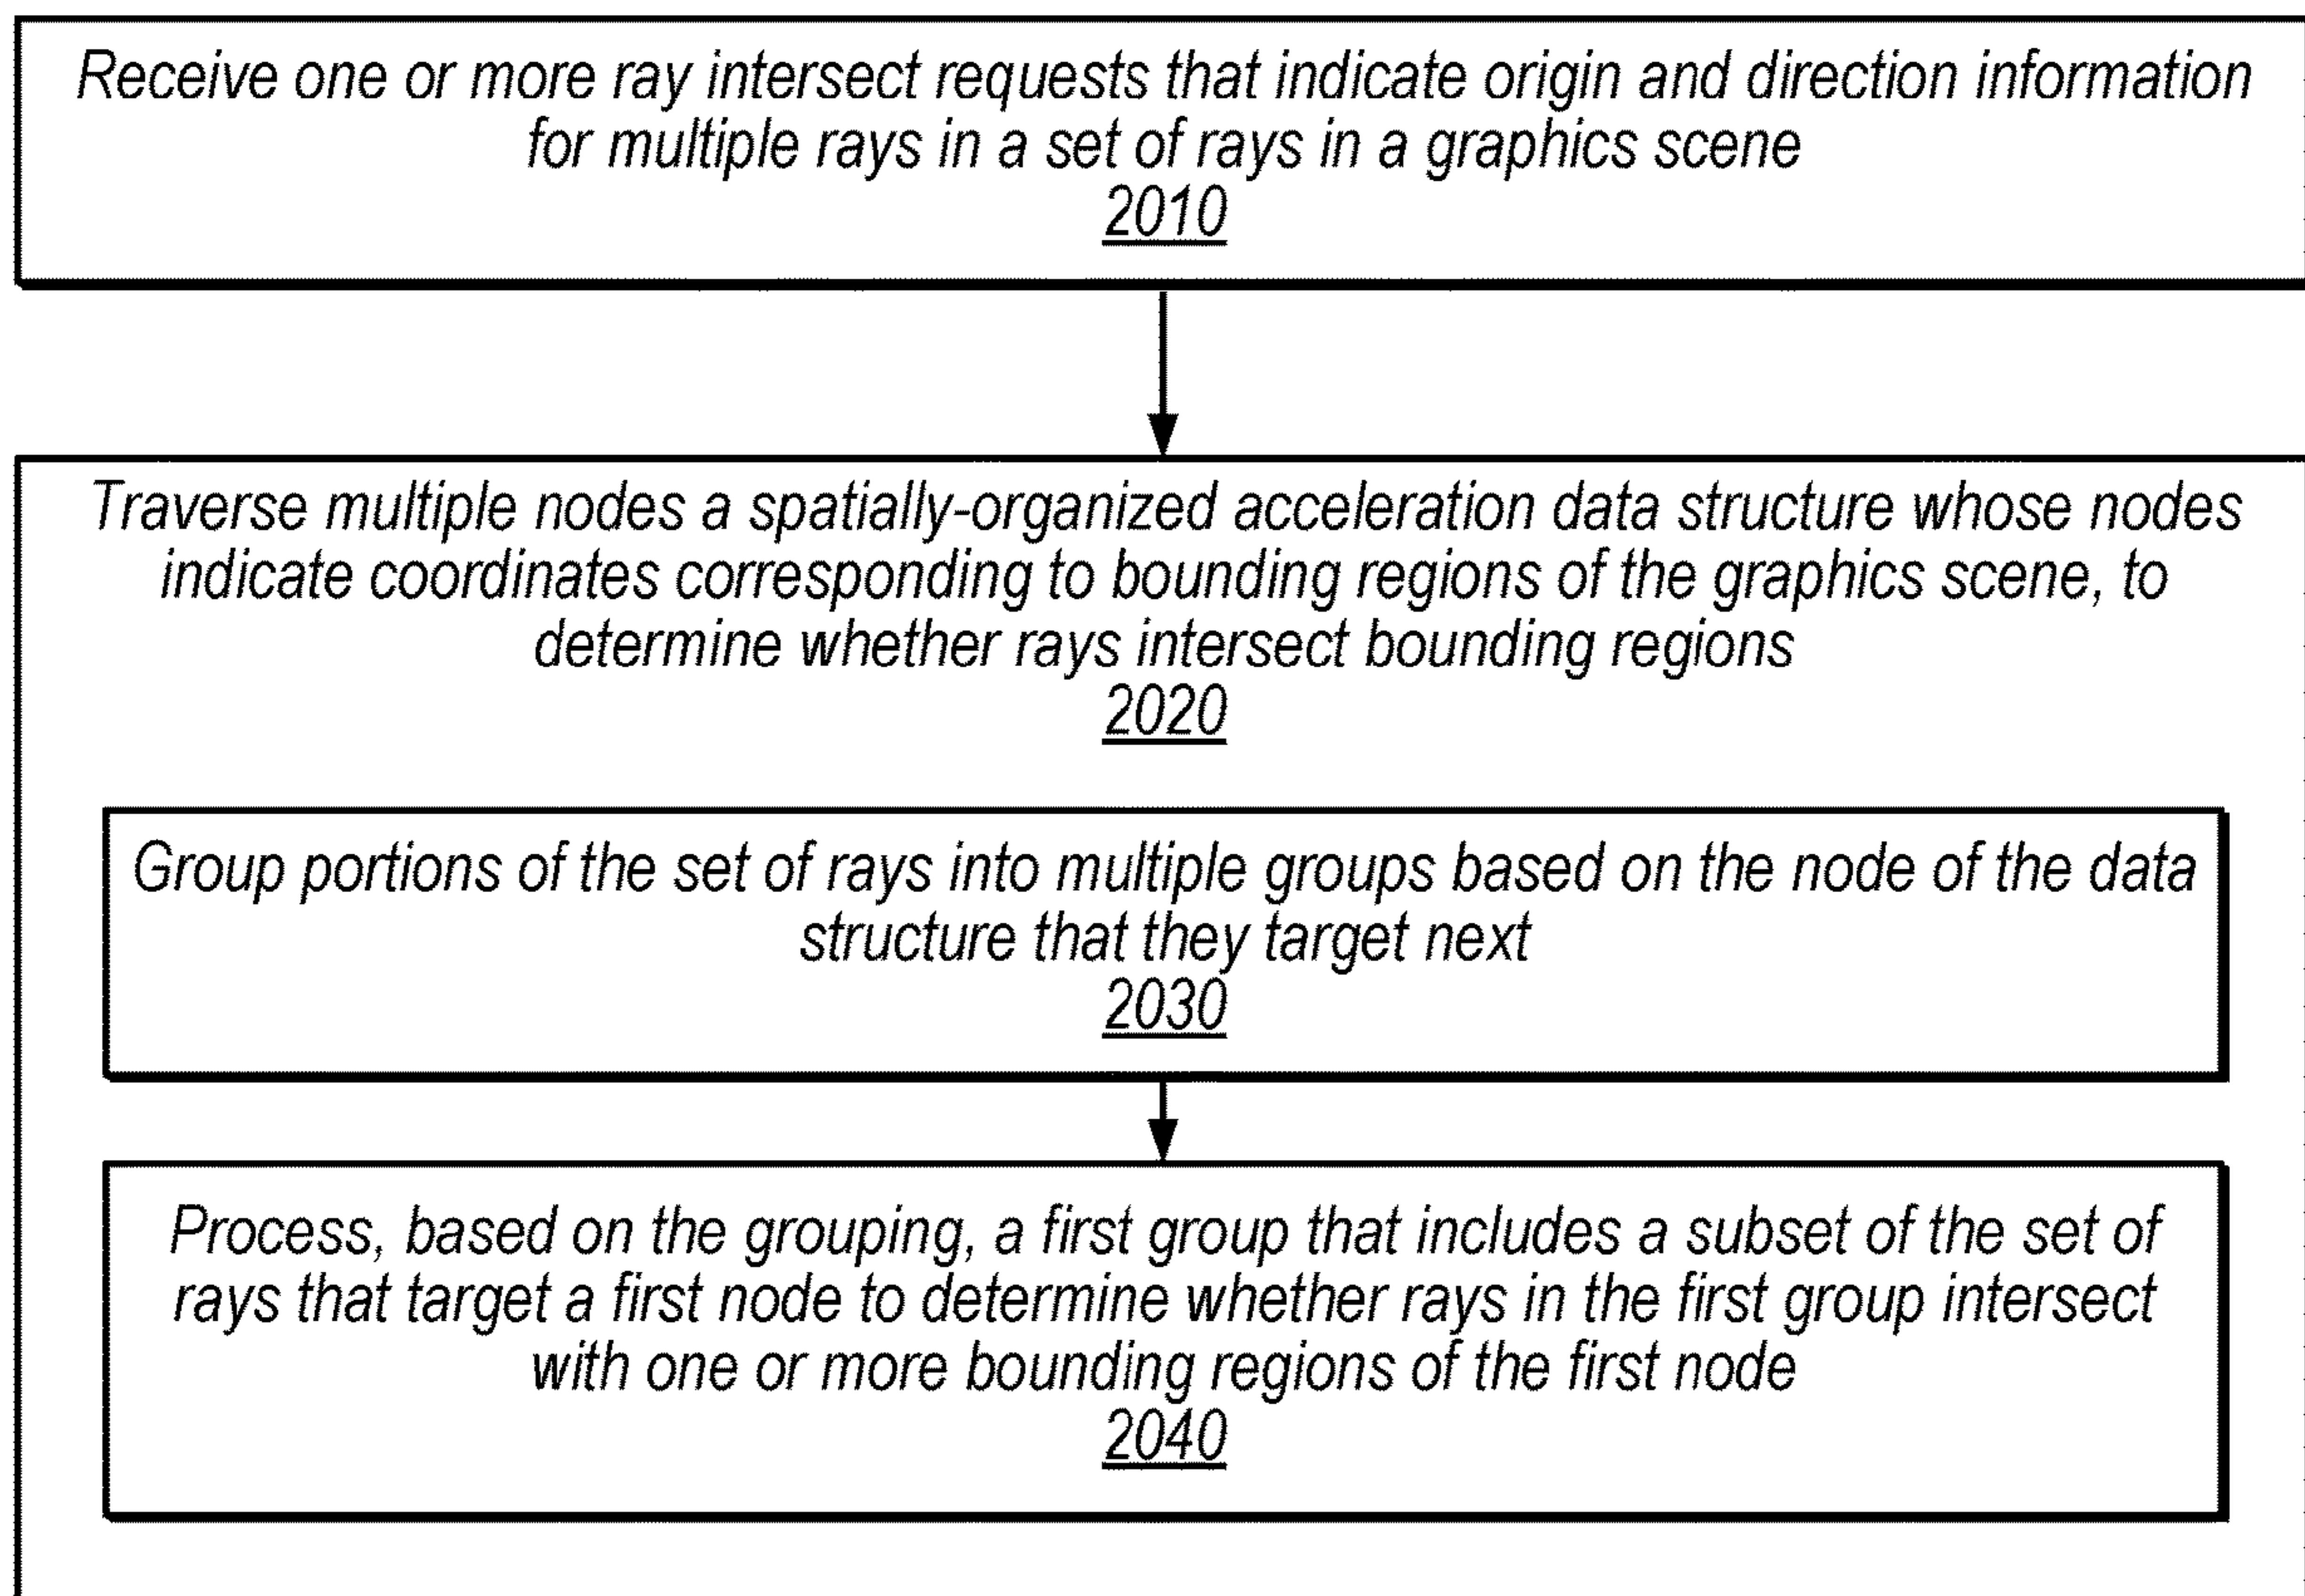 Receive one or more ray intersect requests that indicate origin and direction information
for multiple rays in a set of rays in a graphics scene
2010
Traverse multiple nodes a spatially-organized acceleration data structure whose nodes
indicate coordinates corresponding to bounding regions of the graphics scene, to
determine whether rays intersect bounding regions
2020
Group portions of the set of rays into multiple groups based on the node of the data
structure that they target next
2030
Process, based on the grouping, a first group that includes a subset of the set of
rays that target a first node to determine whether rays in the first group intersect
with one or more bounding regions of the first node
2040